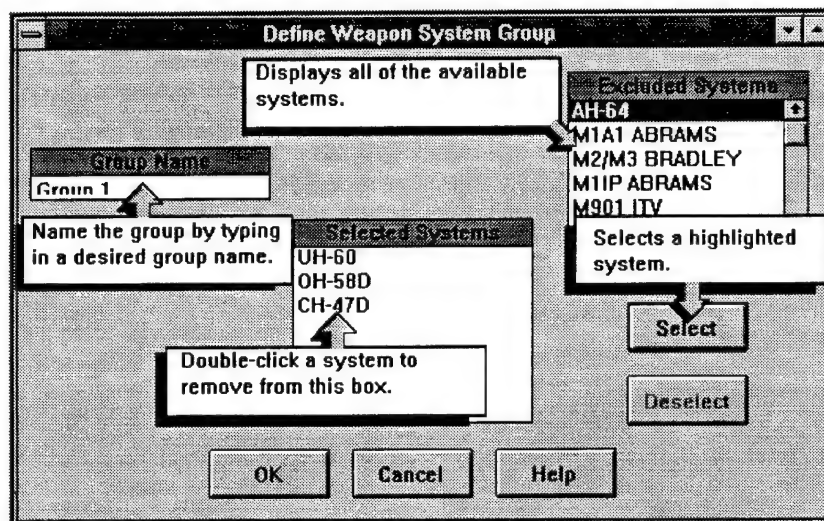 Define Weapon System Group
Displays all of the available
systems.
Excluded Systems
AH-64
M1A1 ABRAMS
M2/M3 BRADLEY
M1IP ABRAMS
M901 ITV
Group Name
Group 1
Name the group by typing
in a desired group name.
Selected Systems
UH-60
OH-58D
CH-47D
Selects a highlighted
system.
Select
Double-click a system to
remove from this box.
Deselect
OK
Cancel
Help